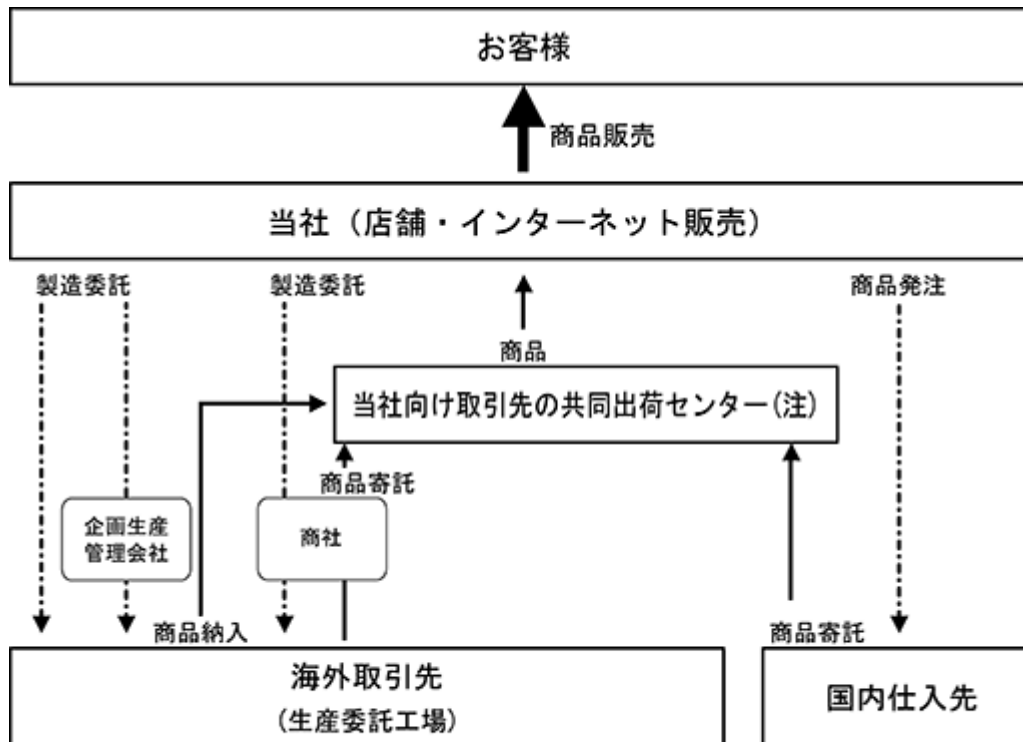 お客様
商品販売
当社（店舗・インターネット販売）
製造委託
製造委託
商品発注
商品
当社向け取引先の共同出荷センター(注)
商品寄託
企画生産
管理会社
商社
商品納入
商品寄託
海外取引先
(生産委託工場)
国内仕入先